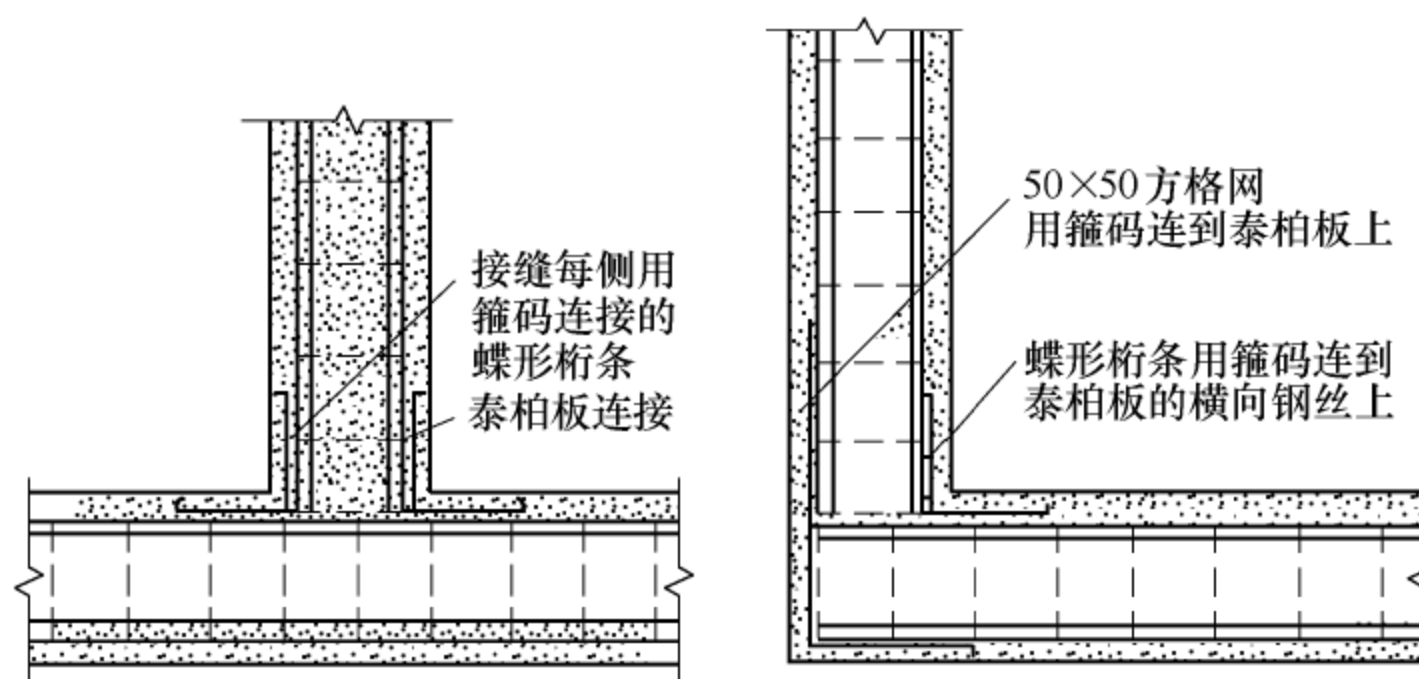 接缝每侧用
箍码连接的
蝶形桁条
泰柏板连接
50×50方格网
用箍码连到泰柏板上
蝶形桁条用箍码连到
泰柏板的横向钢丝上